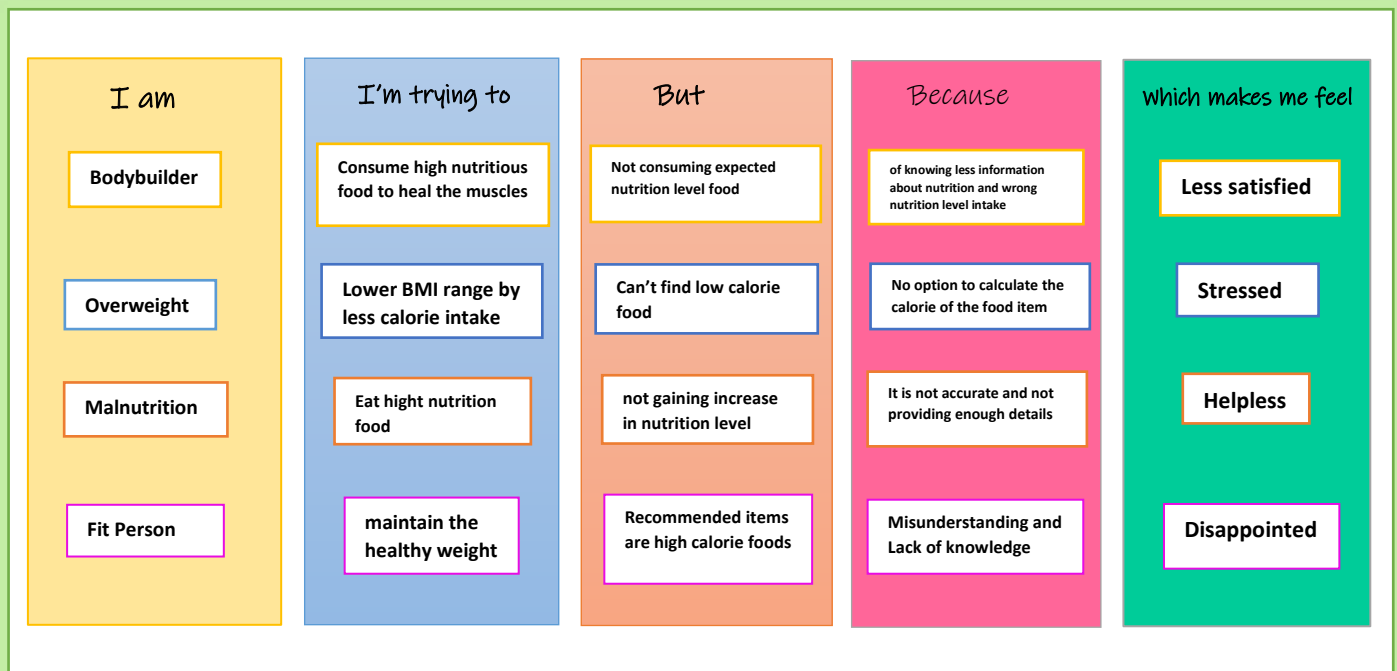 I am
I'm trying to
But
Because
Which makes me feel
Bodybuilder
Consume high nutritious
food to heal the muscles
Not consuming expected
nutrition level food
of knowing less information
about nutrition and wrong
nutrition level intake
Less satisfied
Overweight
Lower BMI range by
less calorie intake
Can't find low calorie
food
No option to calculate the
calorie of the food item
Stressed
Malnutrition
Eat hight nutrition
food
not gaining increase
in nutrition level
It is not accurate and not
providing enough details
Helpless
Fit Person
maintain the
healthy weight
Recommended items
are high calorie foods
Misunderstanding and
Lack of knowledge
Disappointed